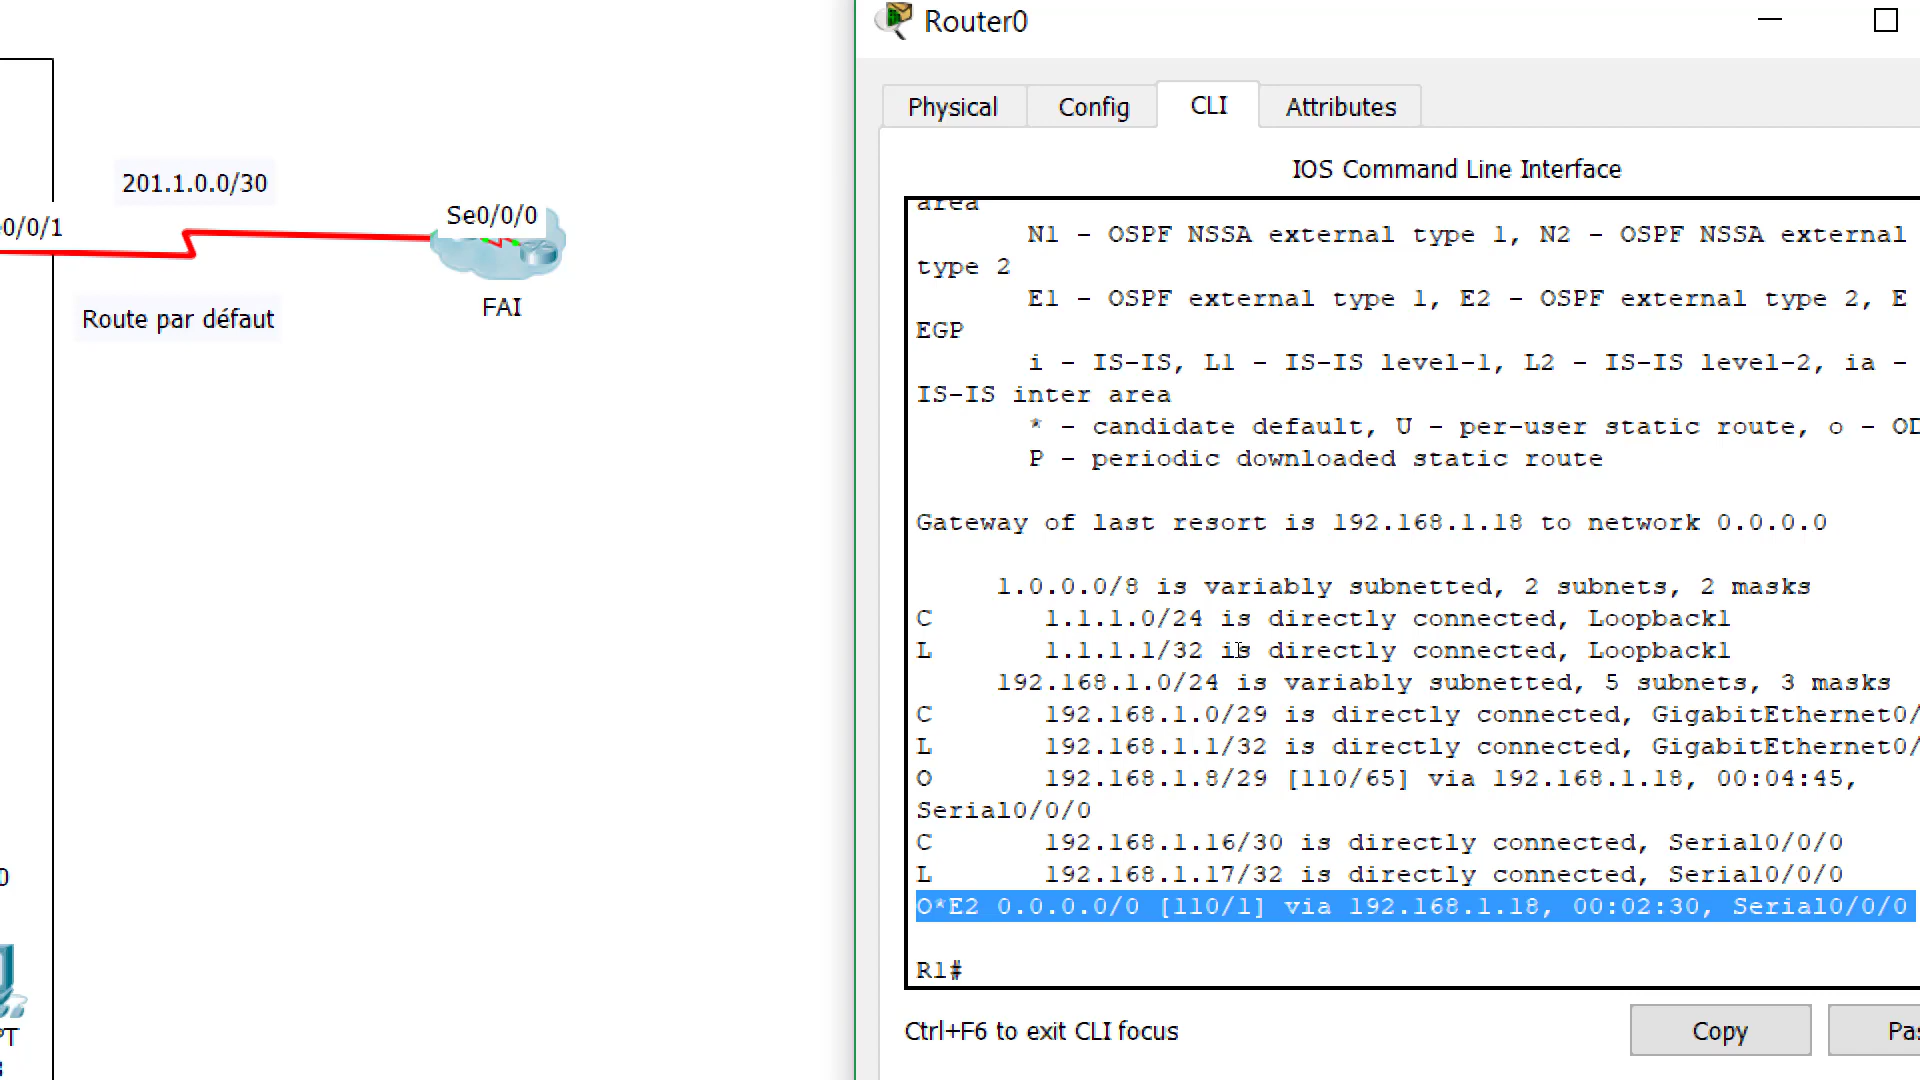 Router0
Physical
Config
CLI
Attributes
IOS Command Line Interface
201.1.0.0/30
0/0/1
Se0/0/0
FAI
Route par défaut
area
N1 - OSPF NSSA external type 1, N2 - OSPF NSSA external
type 2
E1 - OSPF external type 1, E2 - OSPF external type 2, E
EGP
i - IS-IS, L1 - IS-IS level-1, L2 - IS-IS level-2, ia -
IS-IS inter area
* - candidate default, U - per-user static route, o -
P - periodic downloaded static route
Gateway of last resort is 192.168.1.18 to network 0.0.0.0
1.0.0.0/8 is variably subnetted, 2 subnets, 2 masks
C 1.1.1.0/24 is directly connected, Loopback1
L 1.1.1.1/32 is directly connected, Loopback1
192.168.1.0/24 is variably subnetted, 5 subnets, 3 masks
C 192.168.1.0/29 is directly connected, GigabitEthernet0/
L 192.168.1.1/32 is directly connected, GigabitEthernet0/
O 192.168.1.8/29 [110/65] via 192.168.1.18, 00:04:45,
Serial0/0/0
C 192.168.1.16/30 is directly connected, Serial0/0/0
L 192.168.1.17/32 is directly connected, Serial0/0/0
O*E2 0.0.0.0/0 [110/1] via 192.168.1.18, 00:02:30, Serial0/0/0
R1#
Ctrl+F6 to exit CLI focus
Copy
Pas
PT